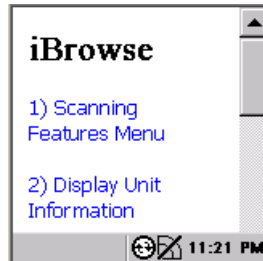 iBrowse
1) Scanning
Features Menu
2) Display Unit
Information
11:21 PM